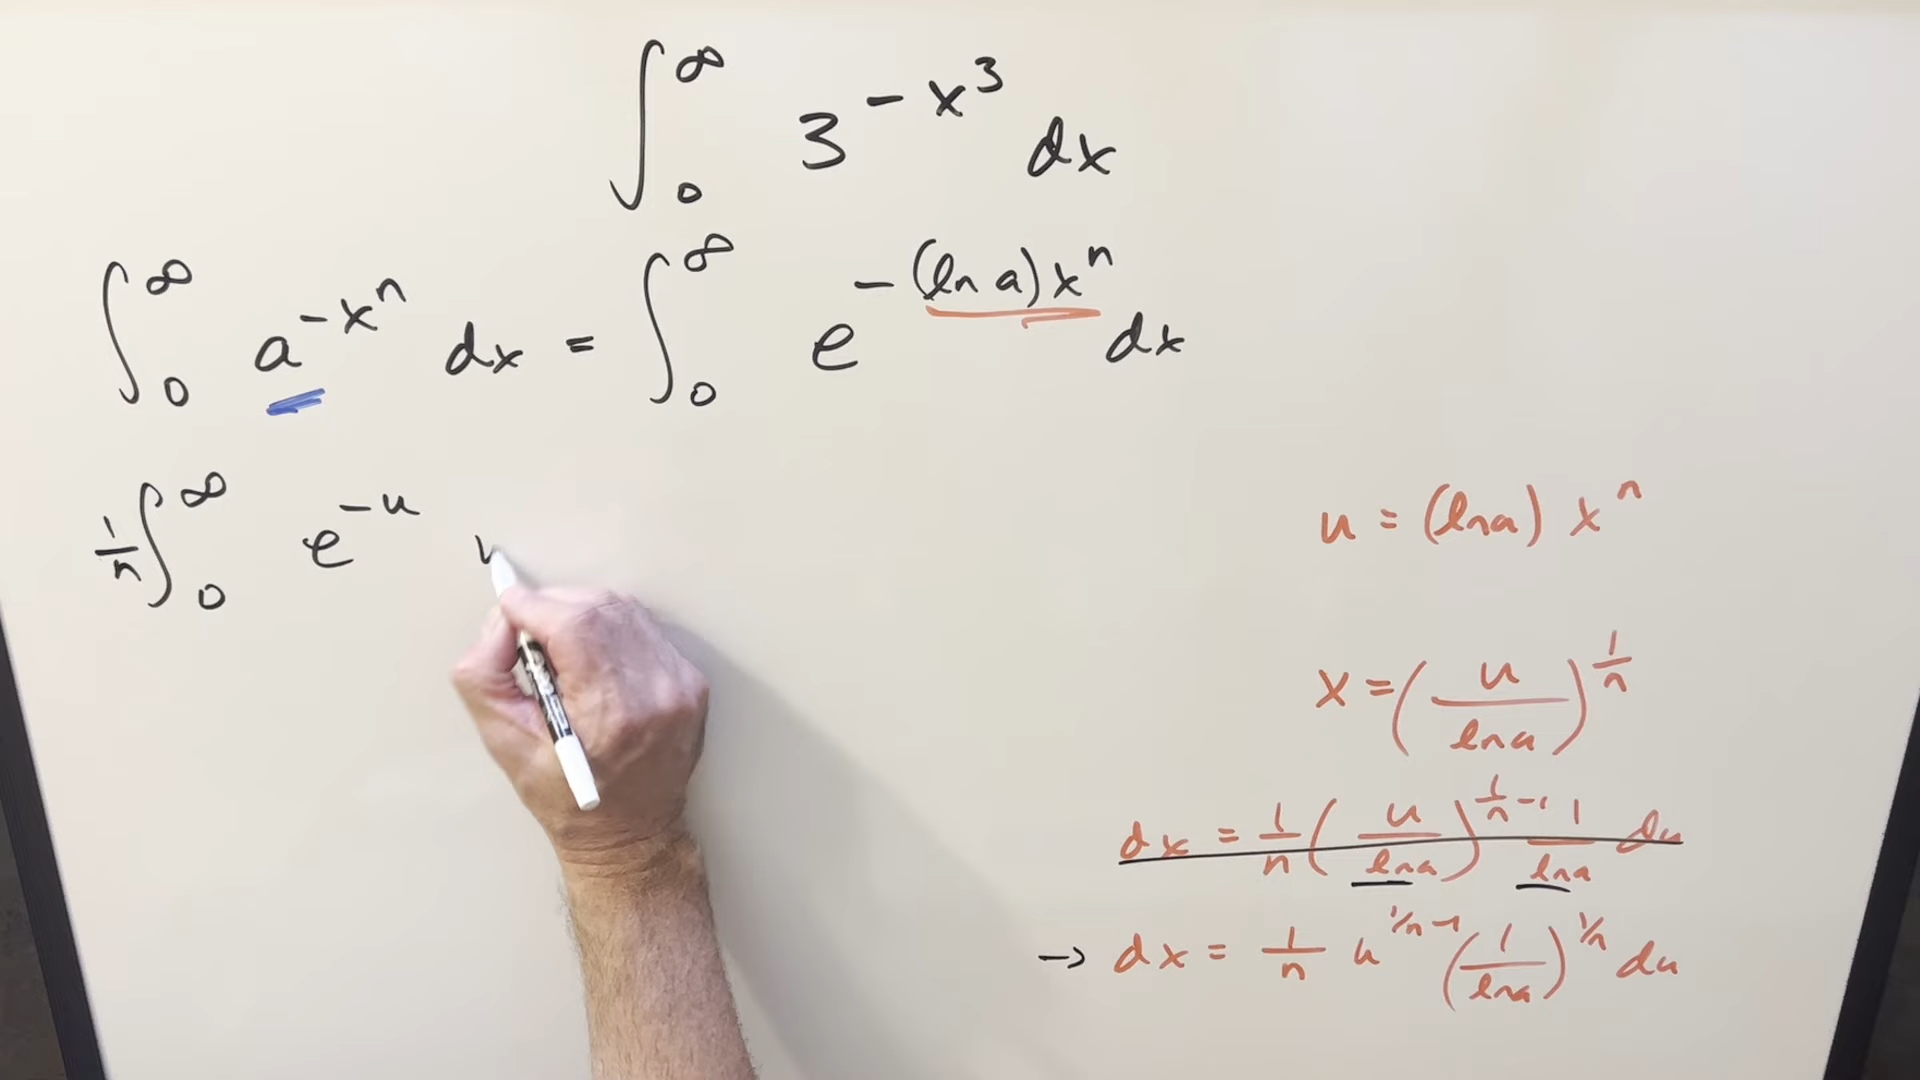 ∫₀^∞ 3^(-x³) dx
∫₀^∞ a^(-xⁿ) dx = ∫₀^∞ e^(-(ln a)xⁿ) dx
1/n ∫₀^∞ e^(-u)
u = (ln a) xⁿ
x = (u/ln a)^(1/n)
dx = 1/n (u/ln a)^(1/n - 1) 1/ln a du
→ dx = 1/n u^(1/n - 1) (1/ln a)^(1/n) du